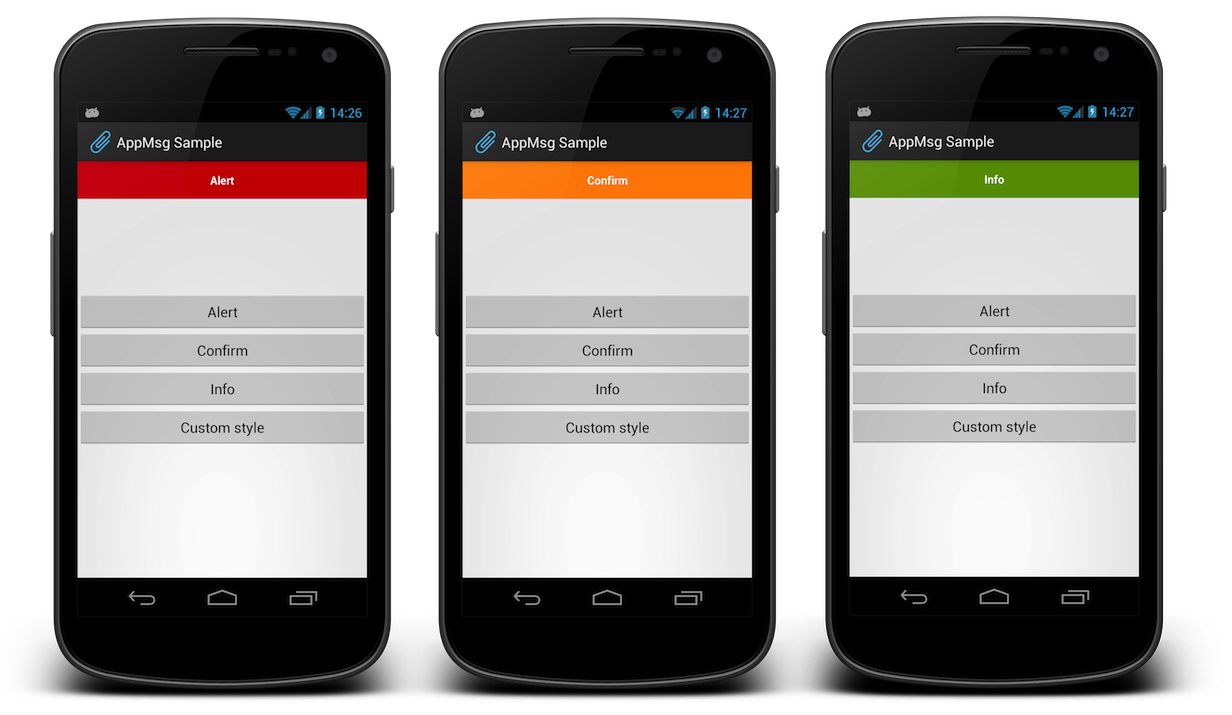 14:26
AppMsg Sample
Alert
Alert
Confirm
Info
Custom style
14:27
AppMsg Sample
Confirm
Alert
Confirm
Info
Custom style
14:27
AppMsg Sample
Info
Alert
Confirm
Info
Custom style